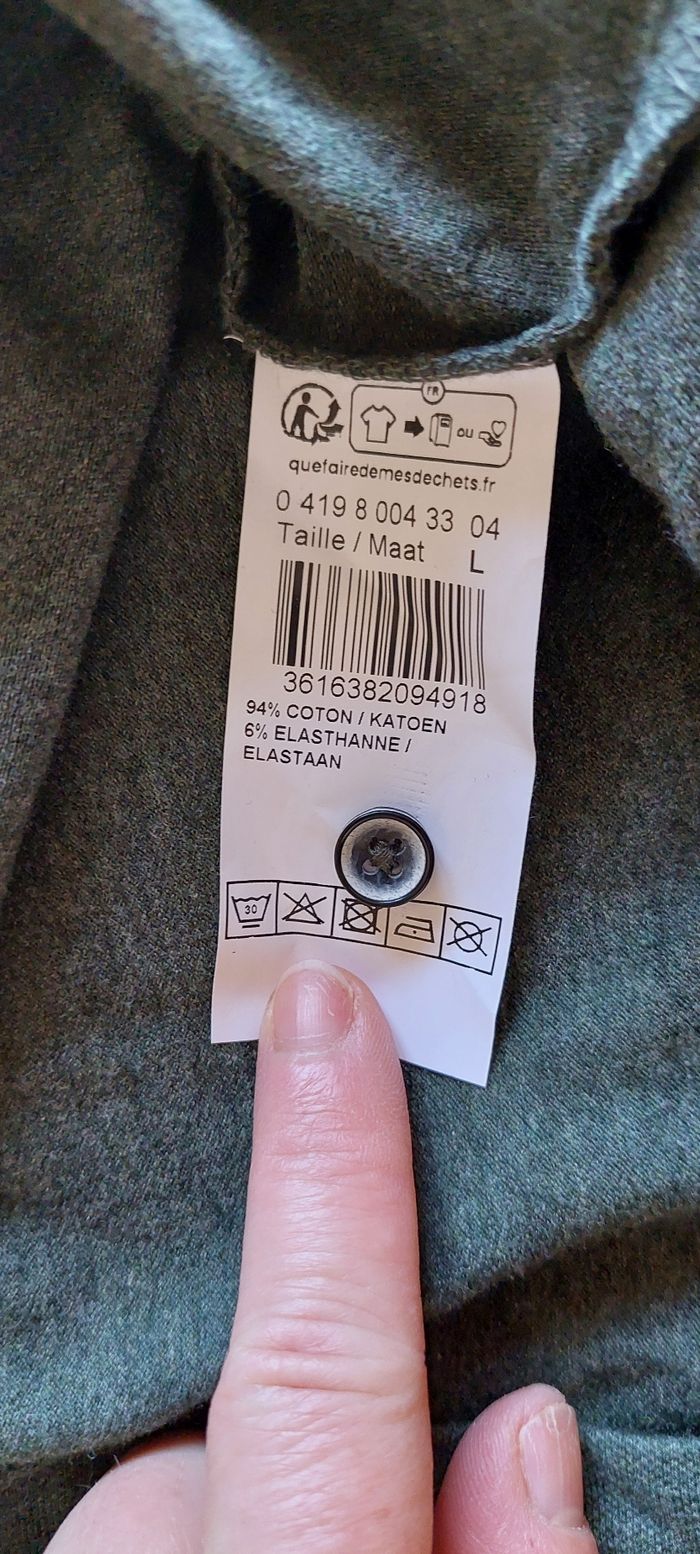 FR
ou
quefairedemesdechets.fr
0 419 8 004 33 04
Taille / Maat L
3616382094918
94% COTON / KATOEN
6% ELASTHANNE /
ELASTAAN
30